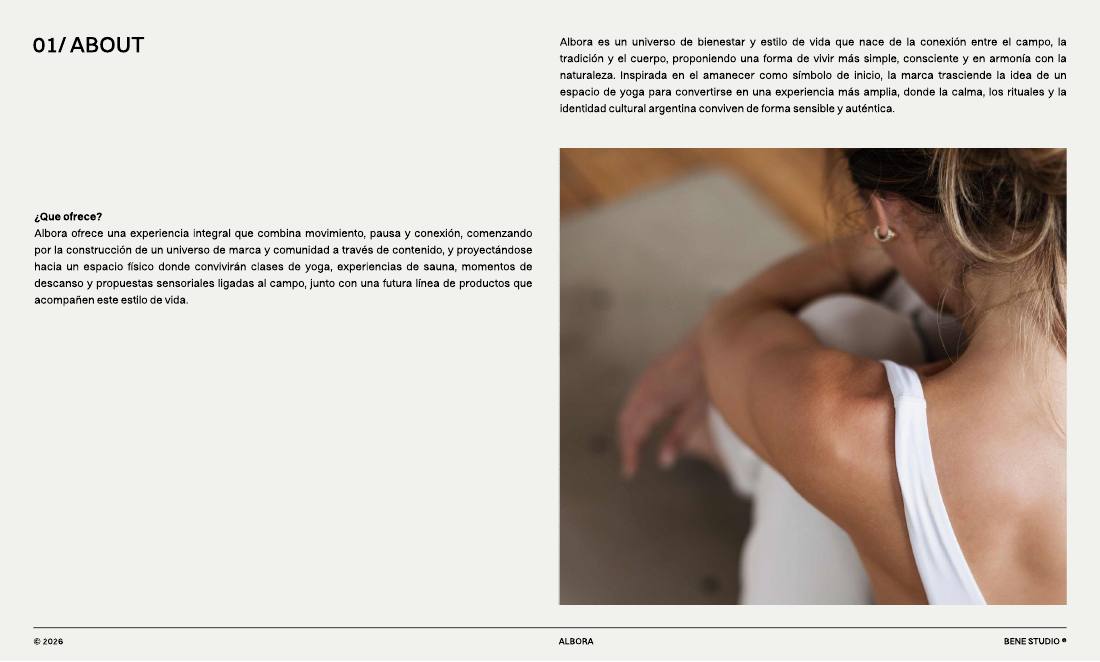 01/ ABOUT
Albora es un universo de bienestar y estilo de vida que nace de la conexión entre el campo, la
tradición y el cuerpo, proponiendo una forma de vivir más simple, consciente y en armonía con la
naturaleza. Inspirada en el amanecer como símbolo de inicio, la marca trasciende la idea de un
espacio de yoga para convertirse en una experiencia más amplia, donde la calma, los rituales y la
identidad cultural argentina conviven de forma sensible y auténtica.
¿Que ofrece?
Albora ofrece una experiencia integral que combina movimiento, pausa y conexión, comenzando
por la construcción de un universo de marca y comunidad a través de contenido, y proyectándose
hacia un espacio físico donde convivirán clases de yoga, experiencias de sauna, momentos de
descanso y propuestas sensoriales ligadas al campo, junto con una futura línea de productos que
acompañen este estilo de vida.
© 2026
ALBORA
BENE STUDIO ®